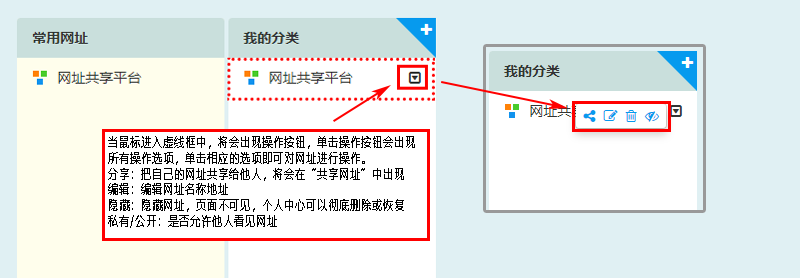 常用网址
网址共享平台
我的分类
网址共享平台
当鼠标进入虚线框中，将会出现操作按钮，单击操作按钮会出现
所有操作选项，单击相应的选项即可对网址进行操作。
分享：把自己的网址共享给他人，将会在“共享网址”中出现
编辑：编辑网址名称地址
隐藏：隐藏网址，页面不可见，个人中心可以彻底删除或恢复
私有/公开：是否允许他人看见网址
我的分类
网址共